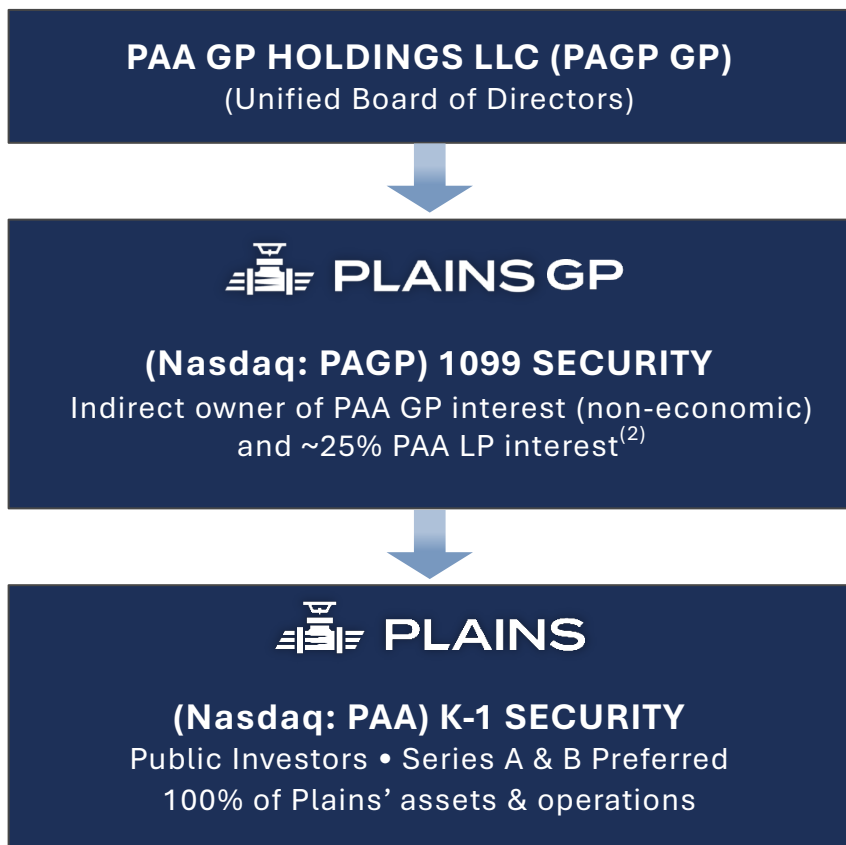 PAA GP HOLDINGS LLC (PAGP GP)
(Unified Board of Directors)
PLAINS GP
(Nasdaq: PAGP) 1099 SECURITY
Indirect owner of PAA GP interest (non-economic)
and ~25% PAA LP interest(2)
PLAINS
(Nasdaq: PAA) K-1 SECURITY
Public Investors • Series A & B Preferred
100% of Plains’ assets & operations